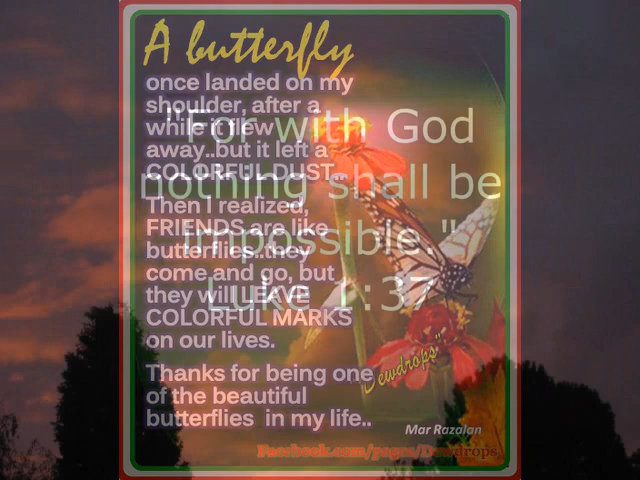 A butterfly
once landed on my
shoulder, after a
while it flew
away..but it left a
COLORFUL DUST...
Then I realized,
FRIENDS are like
butterflies..they
come and go, but
they will LEAVE
COLORFUL MARKS
on our lives.
Thanks for being one
of the beautiful
butterflies in my life..
"For with God
nothing shall be
impossible."
Luke 1:37
Dewdrops"
Mar Razalan
Facebook.com/pages/Dewdrops